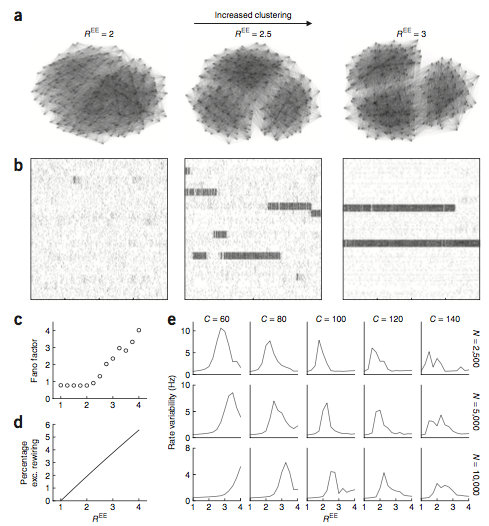 a
Increased clustering
R^EE = 2
R^EE = 2.5
R^EE = 3
b
c
Fano factor
4
3
2
1
0
1 2 3 4
d
Percentage
exc. rewiring
6
5
4
3
2
1
0
1 2 3 4
R^EE
e
C = 60
C = 80
C = 100
C = 120
C = 140
Rate variability (Hz)
10
5
0
N = 2,500
10
5
0
N = 5,000
8
4
0
N = 10,000
1 2 3 4 1 2 3 4 1 2 3 4 1 2 3 4 1 2 3 4
R^EE